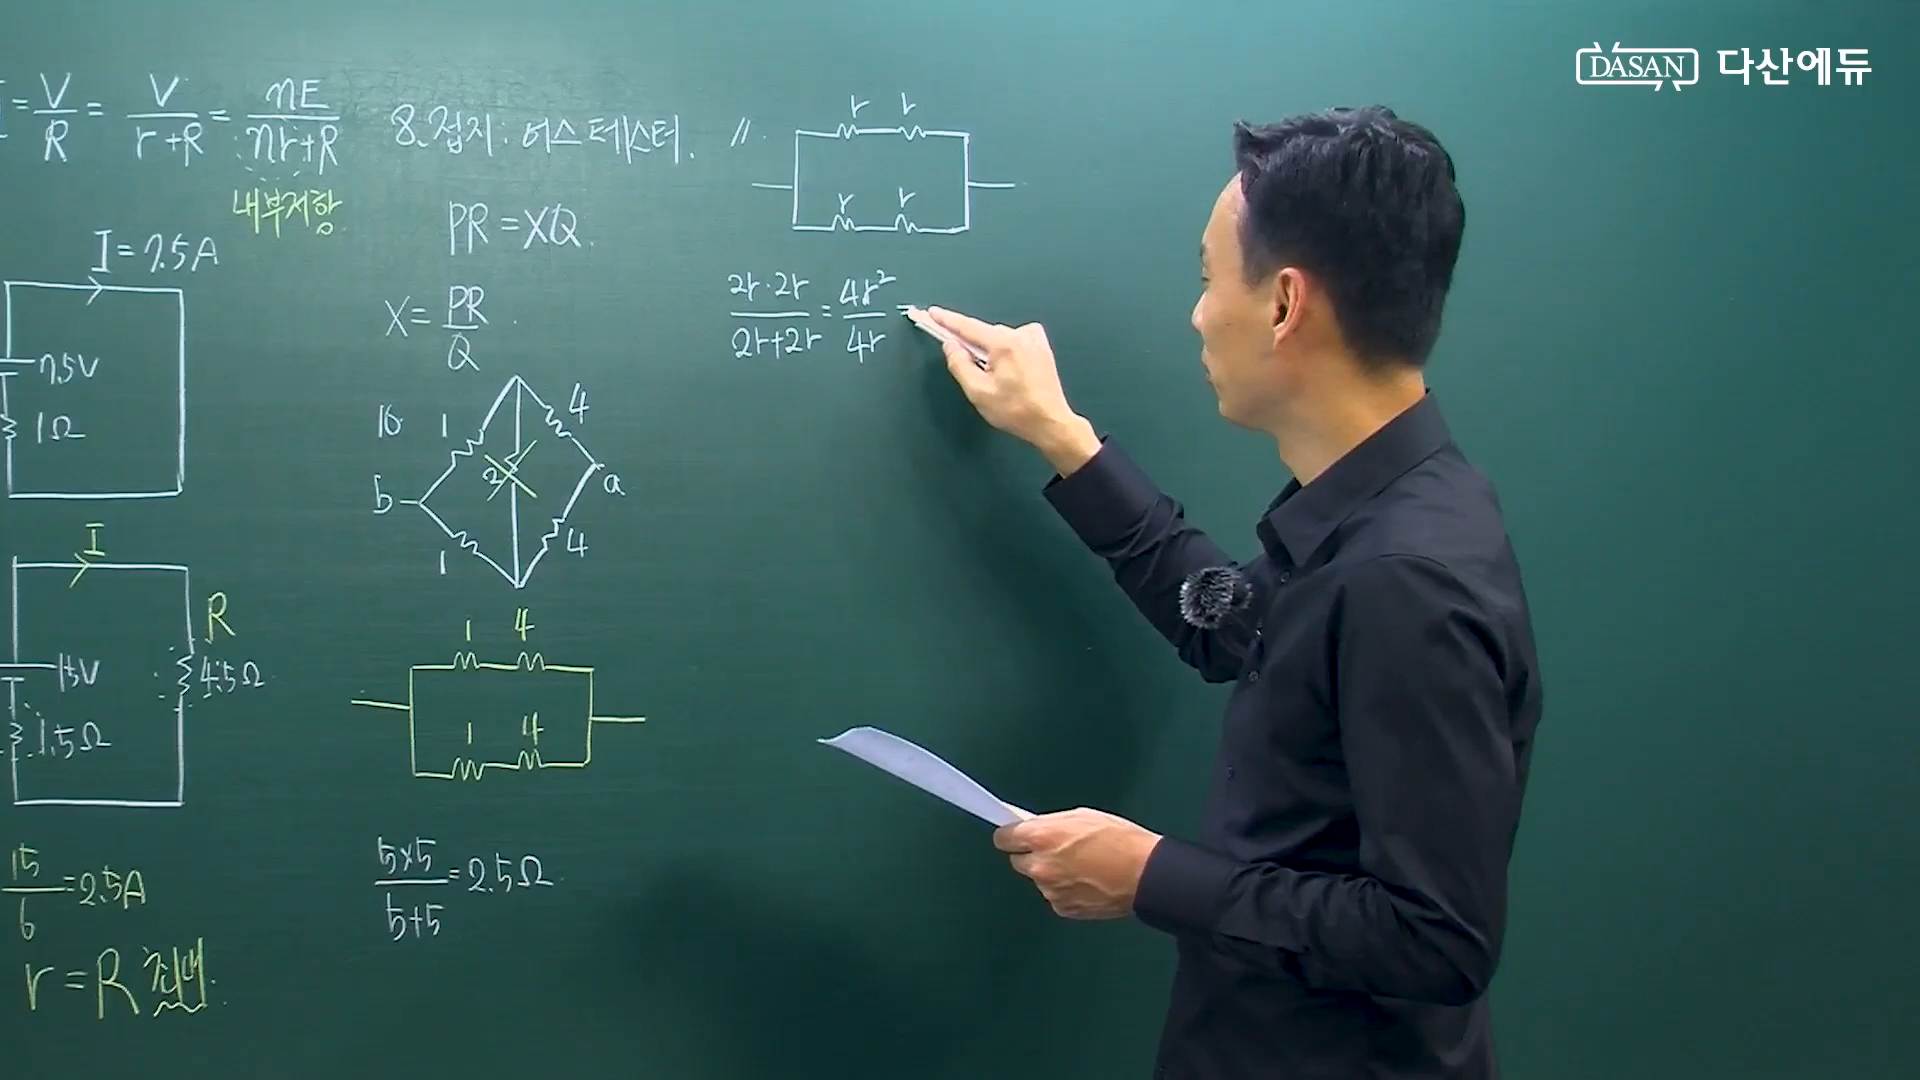 DASAN 다산에듀
I = V/R = V/(r+R) = nE/(nr+R)
내부저항
I = 7.5A
7.5V
1Ω
I
R
15V
4.5Ω
1.5Ω
15/6 = 2.5A
r = R
8. 접지: 어스테스터.
PR = XQ.
X = PR/Q.
10.
1
4
2
b
a
1
4
1 4
1 4
(5×5)/(5+5) = 2.5Ω.
11.
r r
r r
(2r·2r)/(2r+2r) = 4r²/4r =